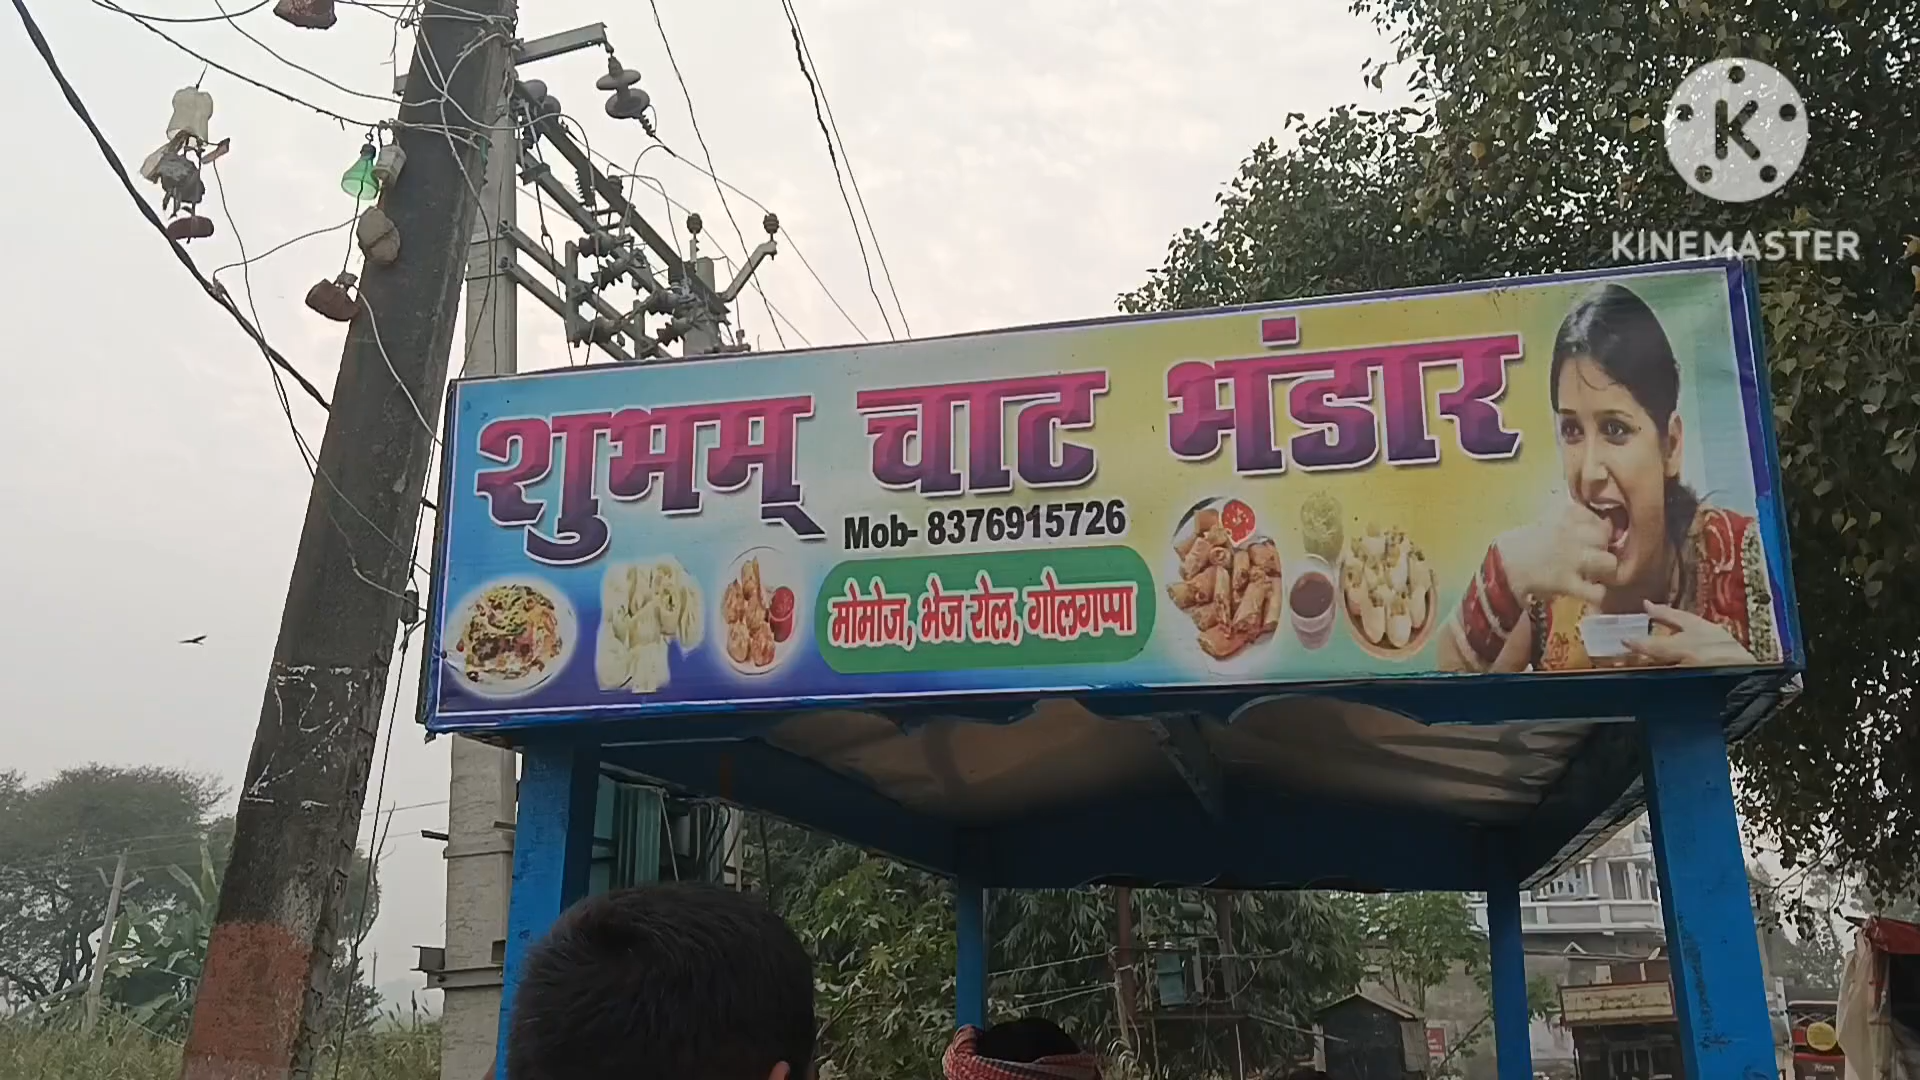 K
KINEMASTER
शुभम् चाट भंडार
Mob- 8376915726
मोमोज, भेज रोल, गोलगप्पा